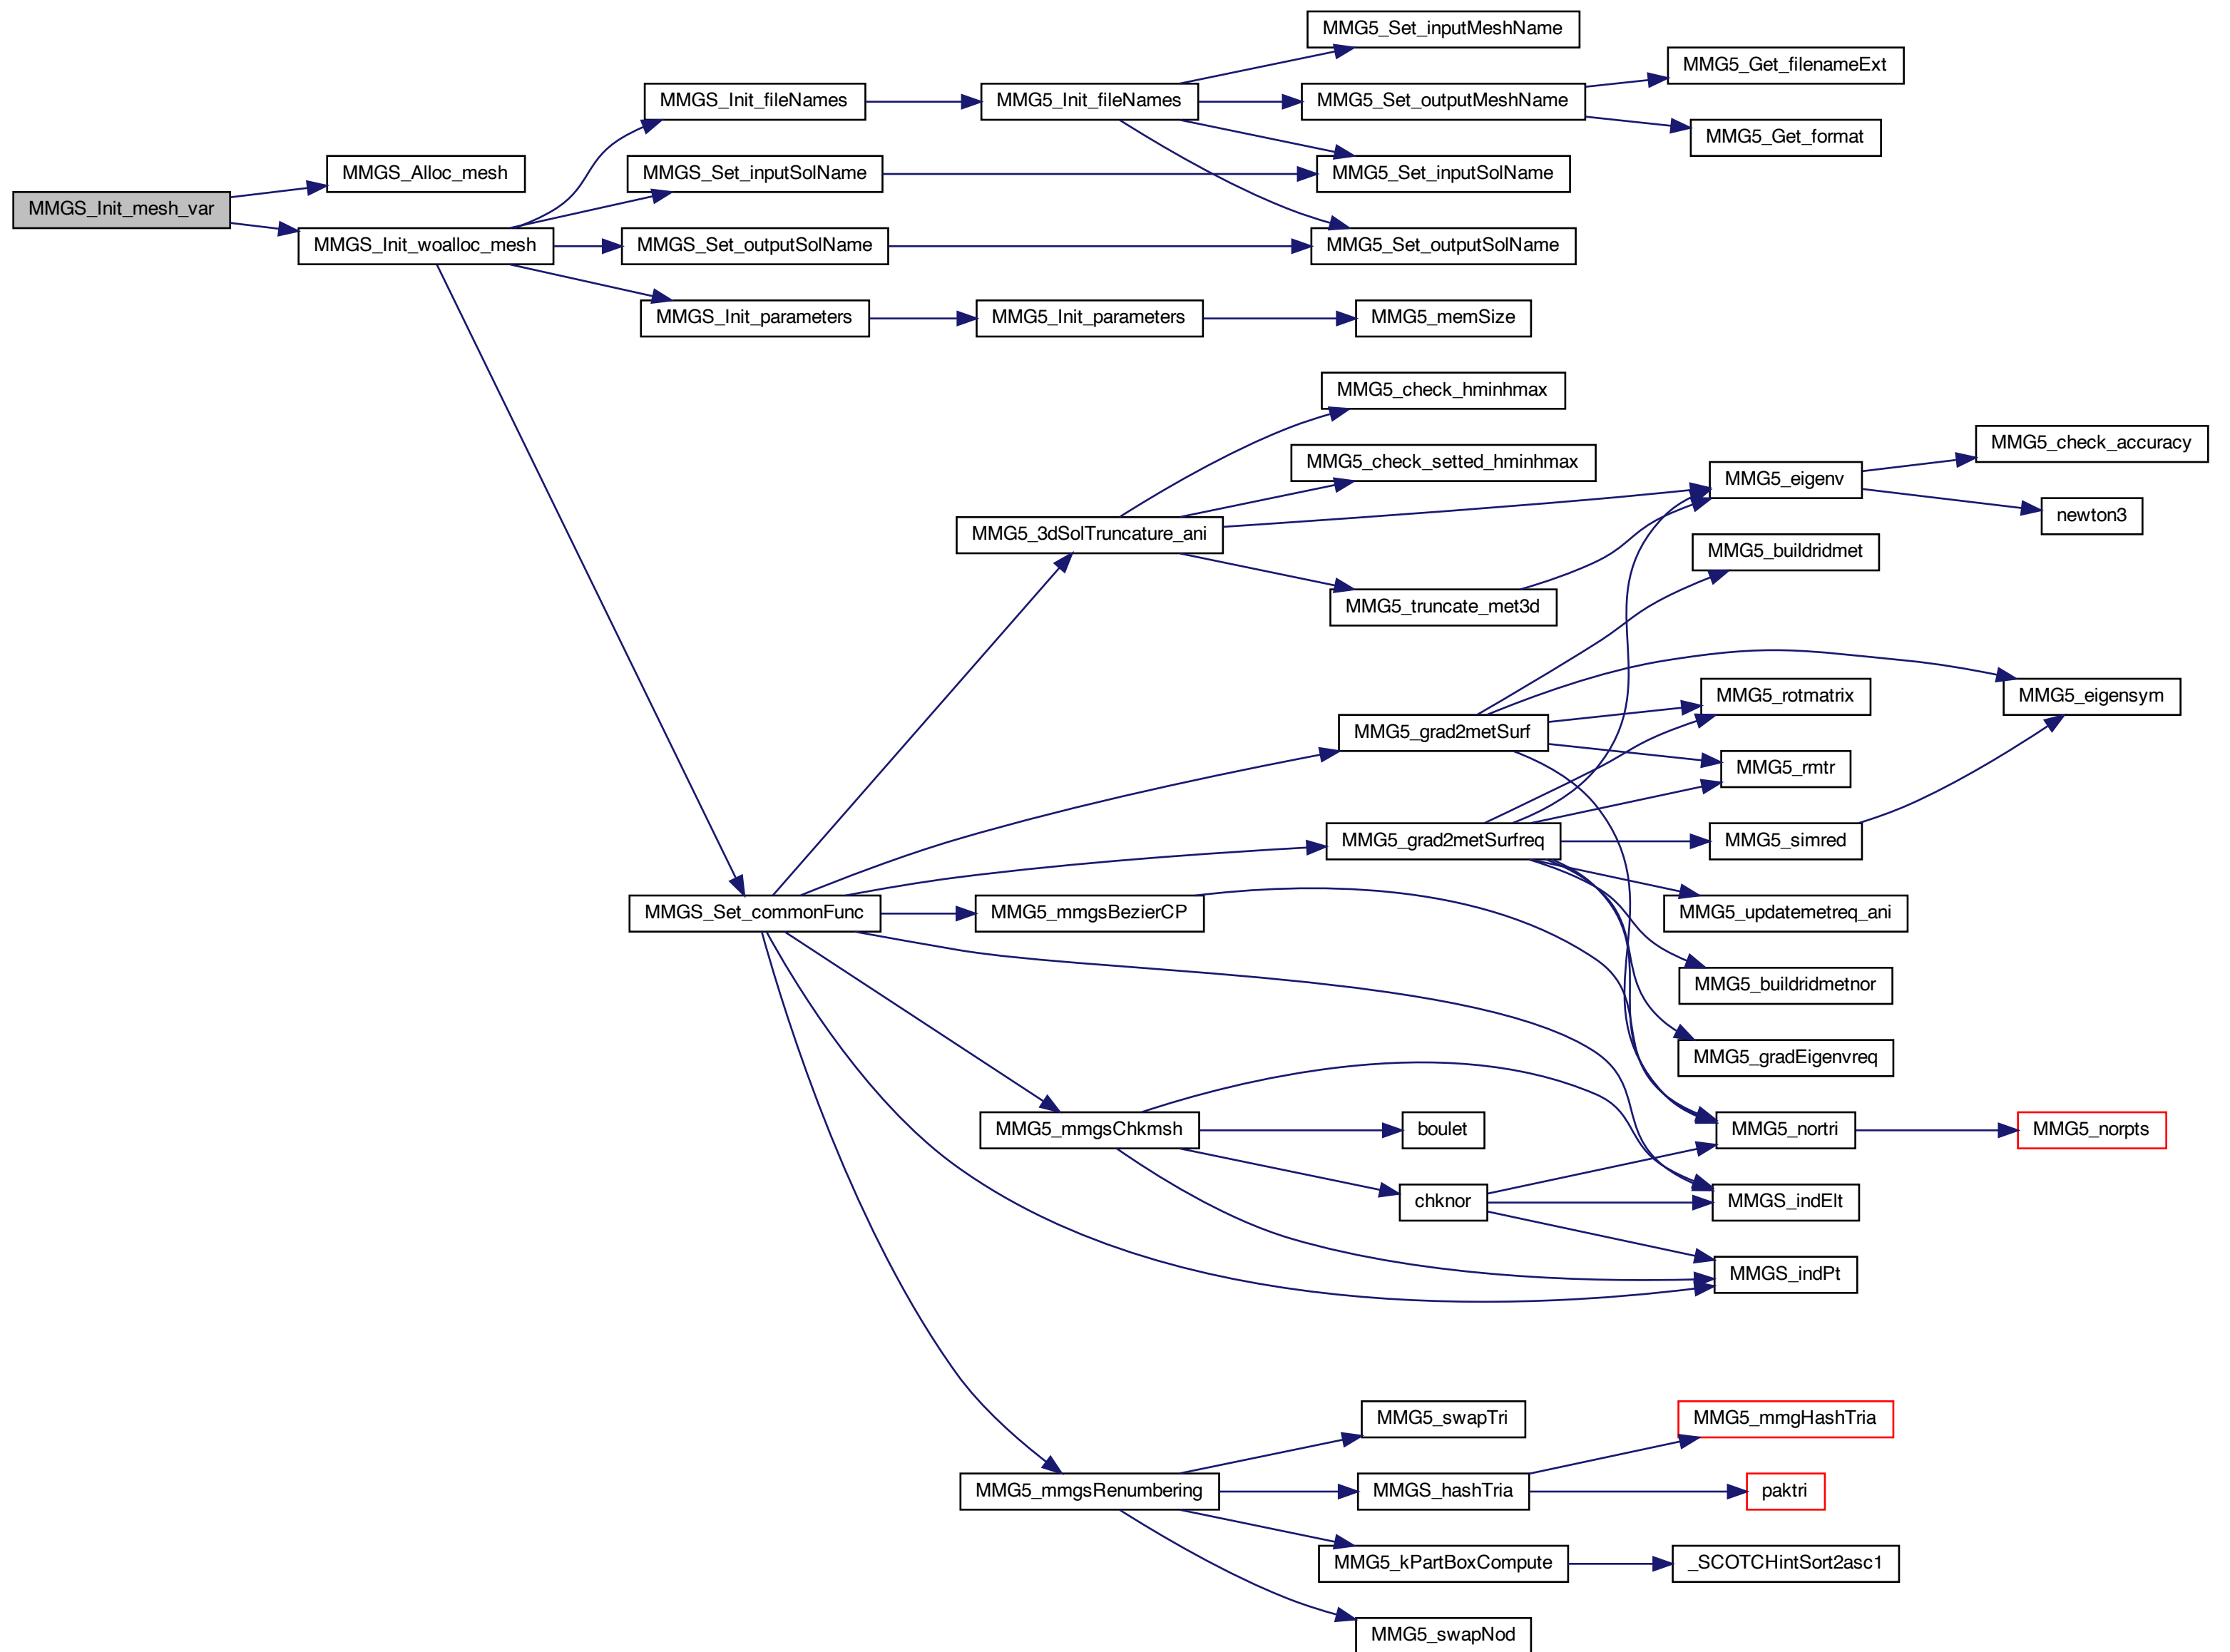 MMGS_Init_mesh_var
MMGS_Alloc_mesh
MMGS_Init_woalloc_mesh
MMGS_Init_fileNames
MMGS_Set_inputSolName
MMGS_Set_outputSolName
MMGS_Init_parameters
MMGS_Set_commonFunc
MMG5_Init_fileNames
MMG5_Init_parameters
MMG5_3dSolTruncature_ani
MMG5_mmgsBezierCP
MMG5_mmgsChkmsh
MMG5_mmgsRenumbering
MMG5_Set_inputMeshName
MMG5_Set_outputMeshName
MMG5_Set_inputSolName
MMG5_Set_outputSolName
MMG5_memSize
MMG5_check_hminhmax
MMG5_check_setted_hminhmax
MMG5_truncate_met3d
MMG5_grad2metSurf
MMG5_grad2metSurfreq
boulet
chknor
MMG5_swapTri
MMGS_hashTria
MMG5_kPartBoxCompute
MMG5_swapNod
MMG5_Get_filenameExt
MMG5_Get_format
MMG5_eigenv
MMG5_buildridmet
MMG5_rotmatrix
MMG5_rmtr
MMG5_simred
MMG5_updatemetreq_ani
MMG5_buildridmetnor
MMG5_gradEigenvreq
MMG5_nortri
MMGS_indElt
MMGS_indPt
MMG5_mmgHashTria
paktri
_SCOTCHintSort2asc1
MMG5_check_accuracy
newton3
MMG5_eigensym
MMG5_norpts